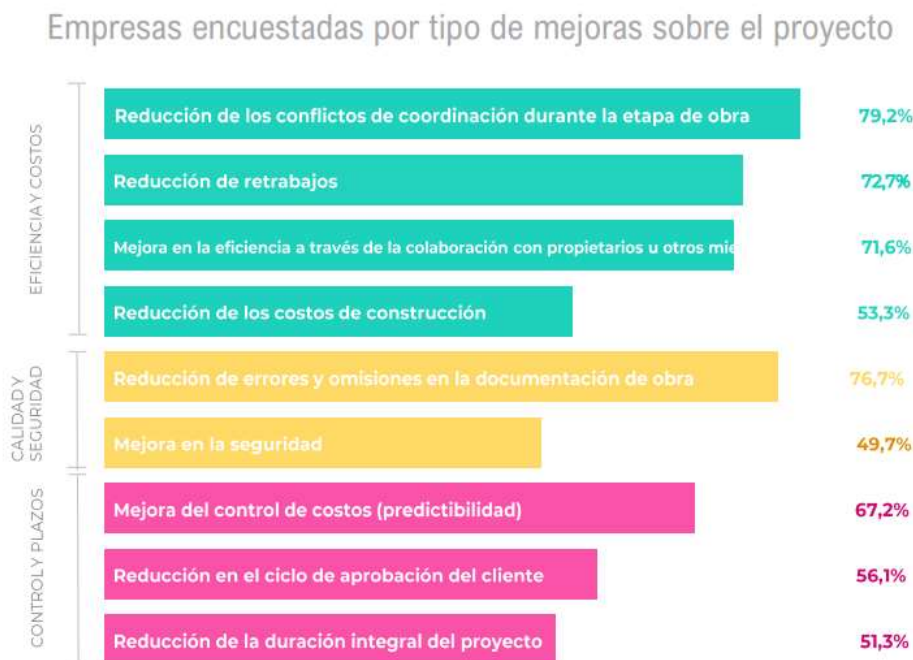 Empresas encuestadas por tipo de mejoras sobre el proyecto
EFICIENCIA Y COSTOS
Reducción de los conflictos de coordinación durante la etapa de obra 79,2%
Reducción de retrabajos 72,7%
Mejora en la eficiencia a través de la colaboración con propietarios u otros mie 71,6%
Reducción de los costos de construcción 53,3%
CALIDAD Y
SEGURIDAD
Reducción de errores y omisiones en la documentación de obra 76,7%
Mejora en la seguridad 49,7%
CONTROL Y PLAZOS
Mejora del control de costos (predictibilidad) 67,2%
Reducción en el ciclo de aprobación del cliente 56,1%
Reducción de la duración integral del proyecto 51,3%